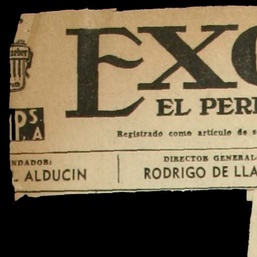 EXC
EL PERI
Registrado como artículo de s
PS.
A
NDADOR:
. ALDUCIN
DIRECTOR GENERAL
RODRIGO DE LLA